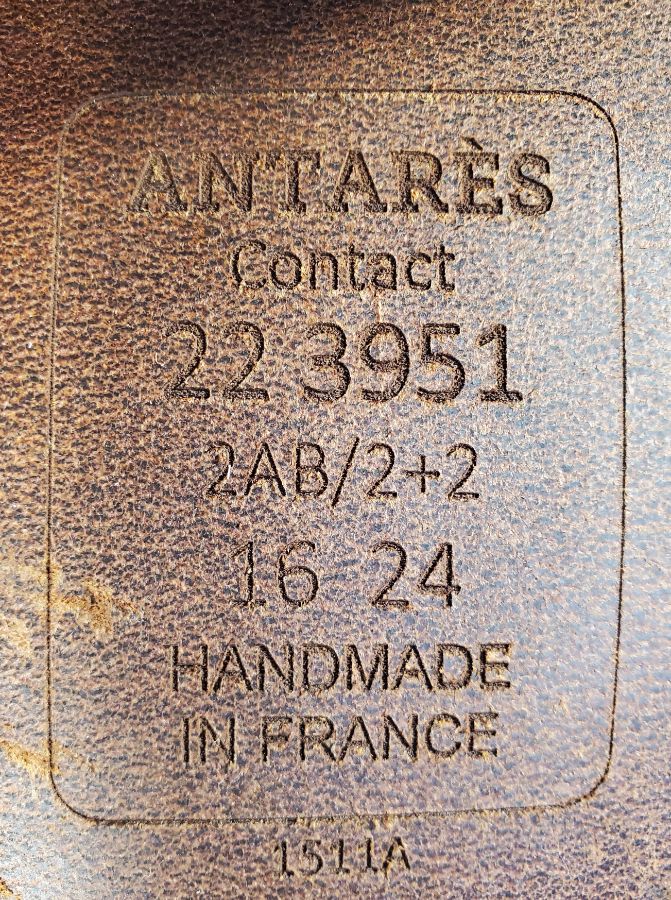 ANTARÈS
Contact
22 3951
2AB/2+2
16 24
HANDMADE
IN FRANCE
1511A